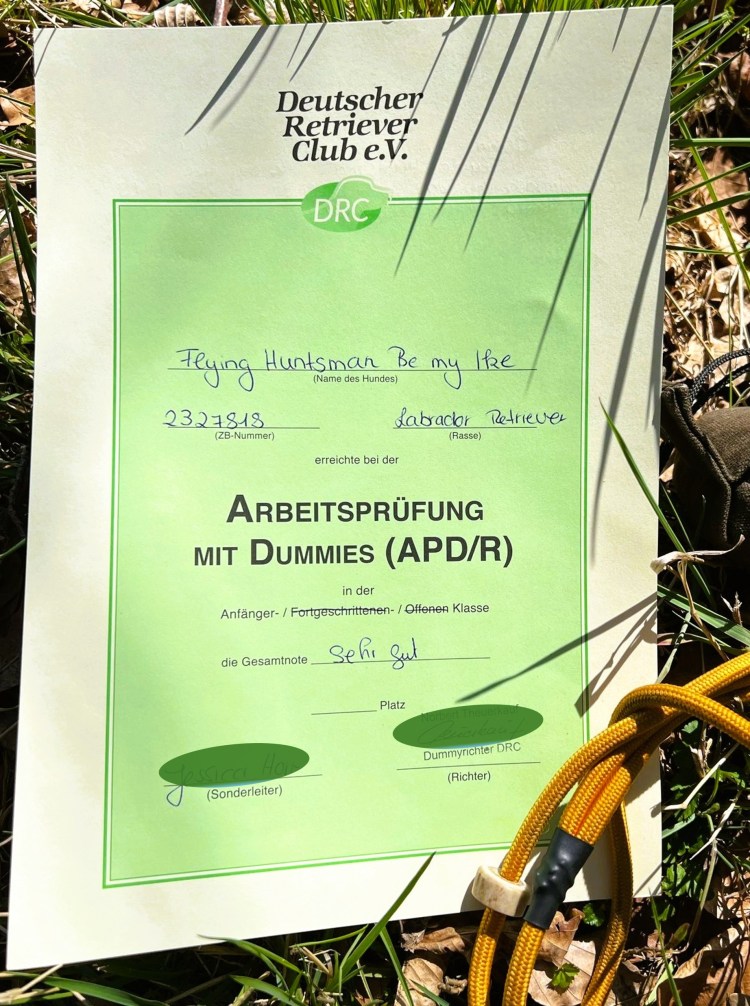 Deutscher
Retriever
Club e.V.
DRC
Flying Huntsman Be my Ike
(Name des Hundes)
2327818 Labrador Retriever
(ZB-Nummer) (Rasse)
erreichte bei der
ARBEITSPRÜFUNG
MIT DUMMIES (APD/R)
in der
Anfänger- / Fortgeschrittenen- / Offenen Klasse
die Gesamtnote sehr gut
Platz
Dummyrichter DRC
(Sonderleiter) (Richter)